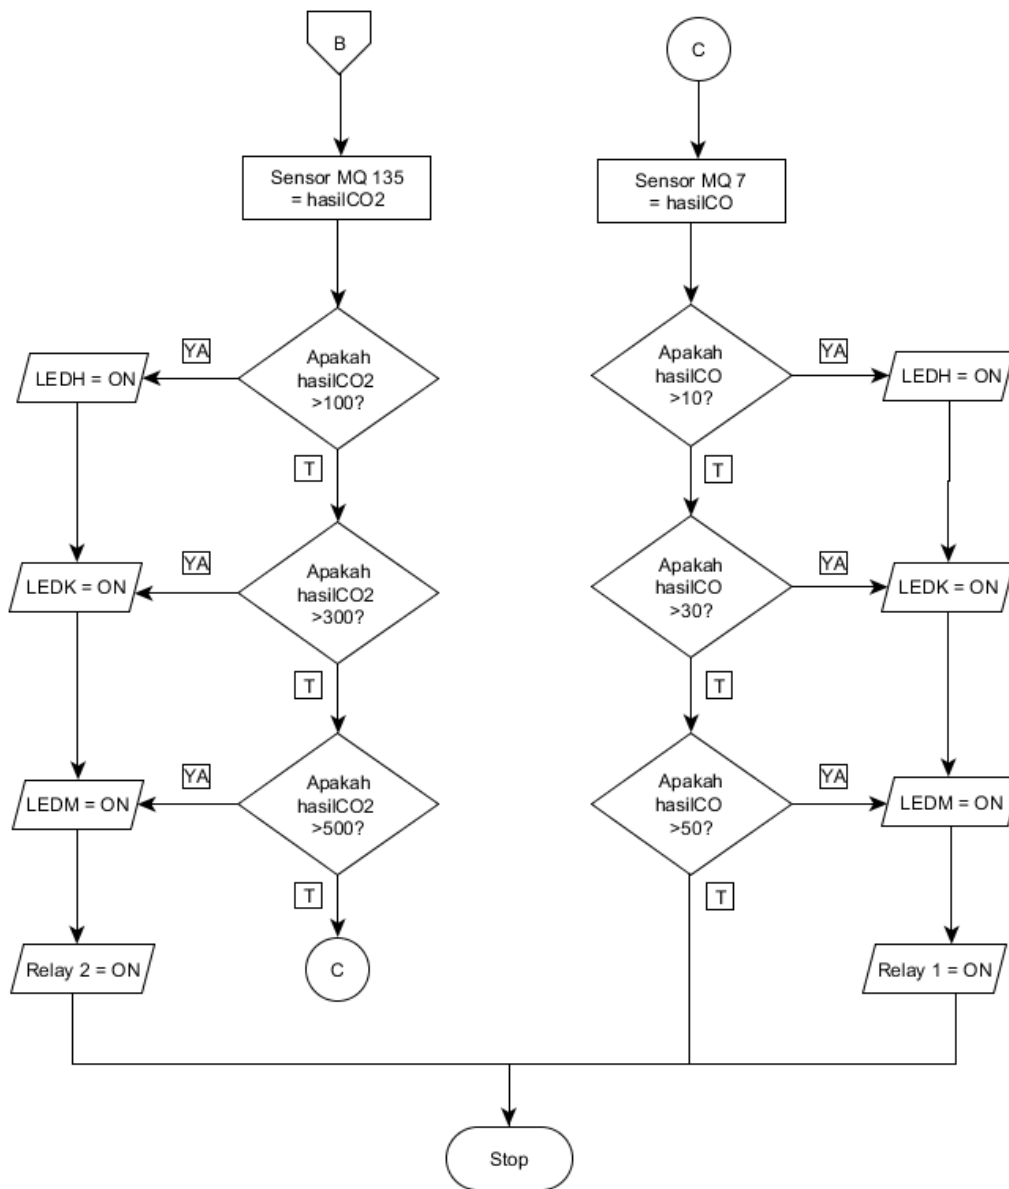 B
Sensor MQ 135
= hasilCO2
Apakah
hasilCO2
>100?
YA
LEDH = ON
T
Apakah
hasilCO2
>300?
YA
LEDK = ON
T
Apakah
hasilCO2
>500?
YA
LEDM = ON
T
C
Relay 2 = ON
C
Sensor MQ 7
= hasilCO
Apakah
hasilCO
>10?
YA
LEDH = ON
T
Apakah
hasilCO
>30?
YA
LEDK = ON
T
Apakah
hasilCO
>50?
YA
LEDM = ON
T
Relay 1 = ON
Stop